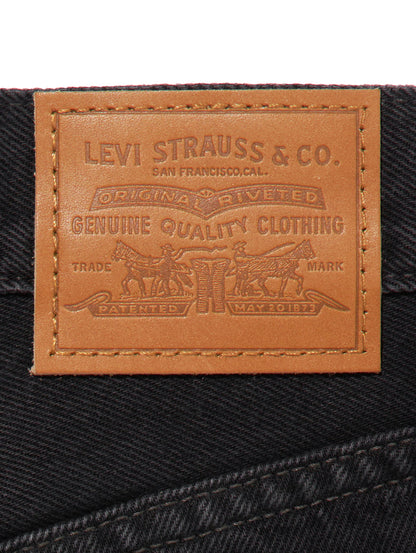 LEVI STRAUSS & CO.
SAN FRANCISCO, CAL.
ORIGINAL RIVETED
GENUINE QUALITY CLOTHING
TRADE MARK
PATENTED MAY 20 1873